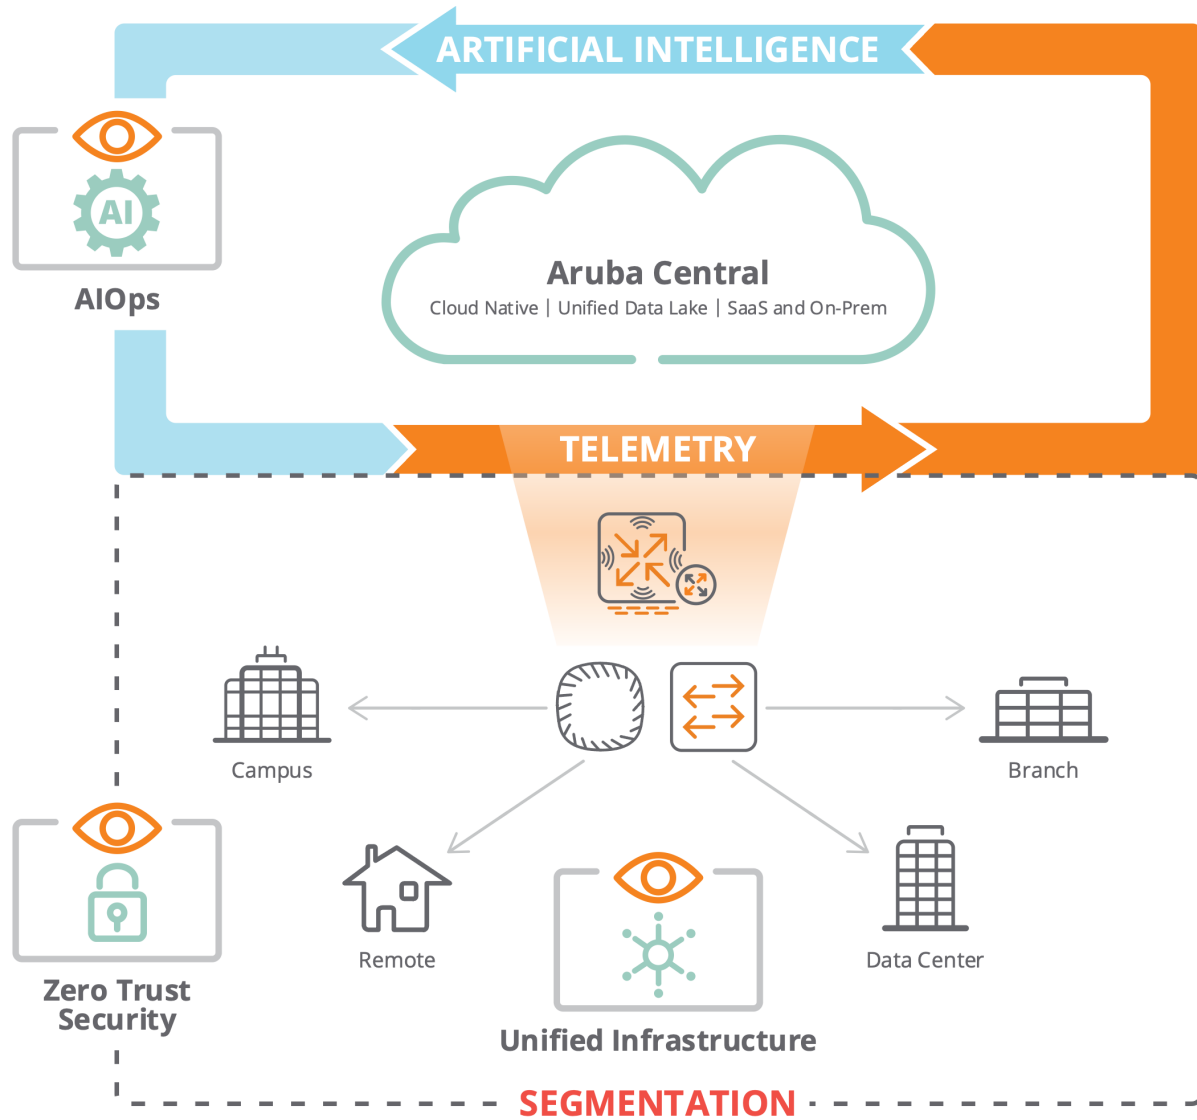 ARTIFICIAL INTELLIGENCE
AI
AIOps
Aruba Central
Cloud Native | Unified Data Lake | SaaS and On-Prem
TELEMETRY
Campus
Branch
Remote
Data Center
Zero Trust
Security
Unified Infrastructure
SEGMENTATION